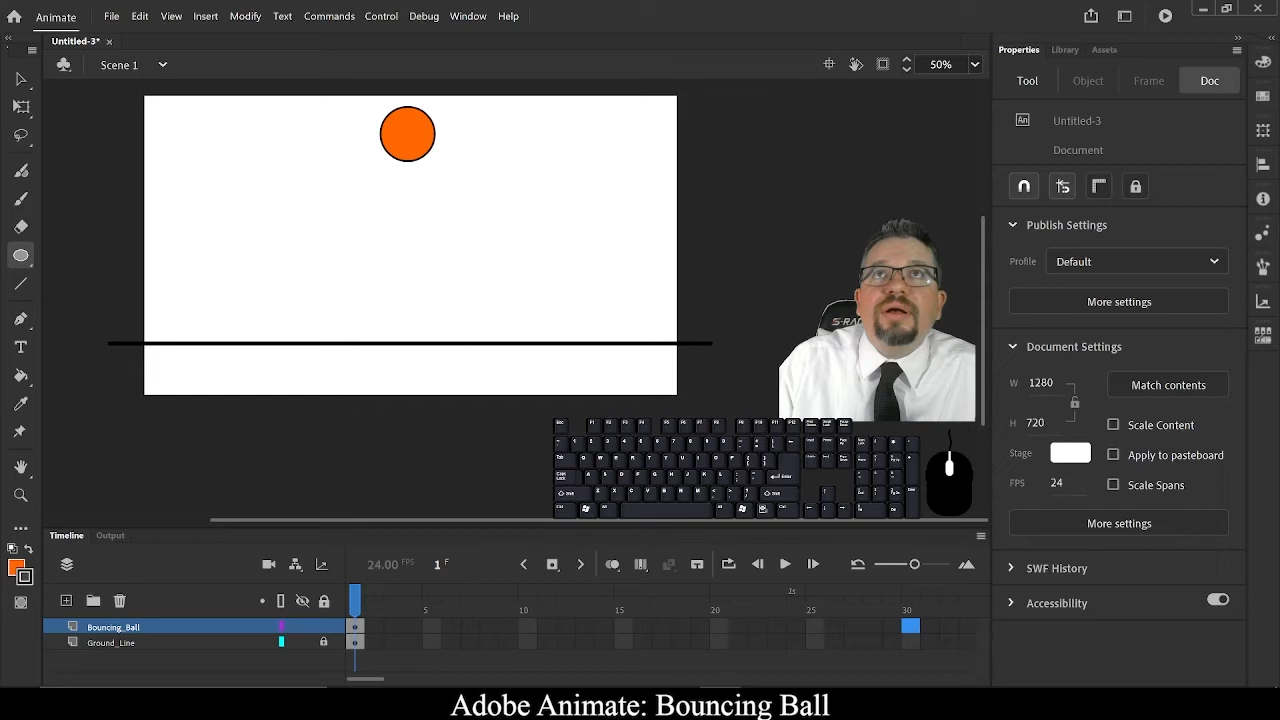 Animate File Edit View Insert Modify Text Commands Control Debug Window Help
Untitled-3*
Scene 1
50%
Properties Library Assets
Tool Object Frame Doc
An Untitled-3
Document
Publish Settings
Profile Default
More settings
Document Settings
W 1280 Match contents
H 720 Scale Content
Stage Apply to pasteboard
FPS 24 Scale Spans
More settings
SWF History
Accessibility
Timeline Output
24.00 FPS 1 F
1s
5 10 15 20 25 30
Bouncing_Ball
Ground_Line
Adobe Animate: Bouncing Ball